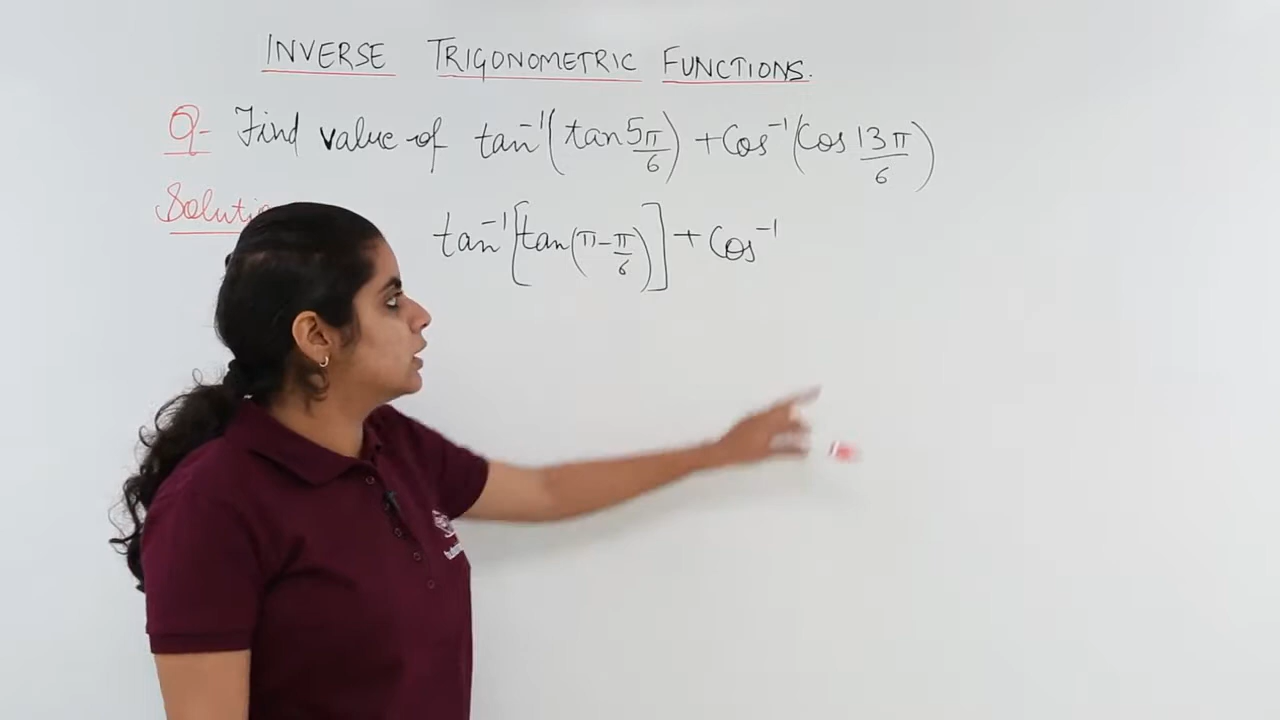 INVERSE TRIGONOMETRIC FUNCTIONS.
Q- Find value of tan⁻¹(tan 5π/6) + Cos⁻¹(Cos 13π/6)
Soluti
tan⁻¹[tan(π-π/6)] + Cos⁻¹